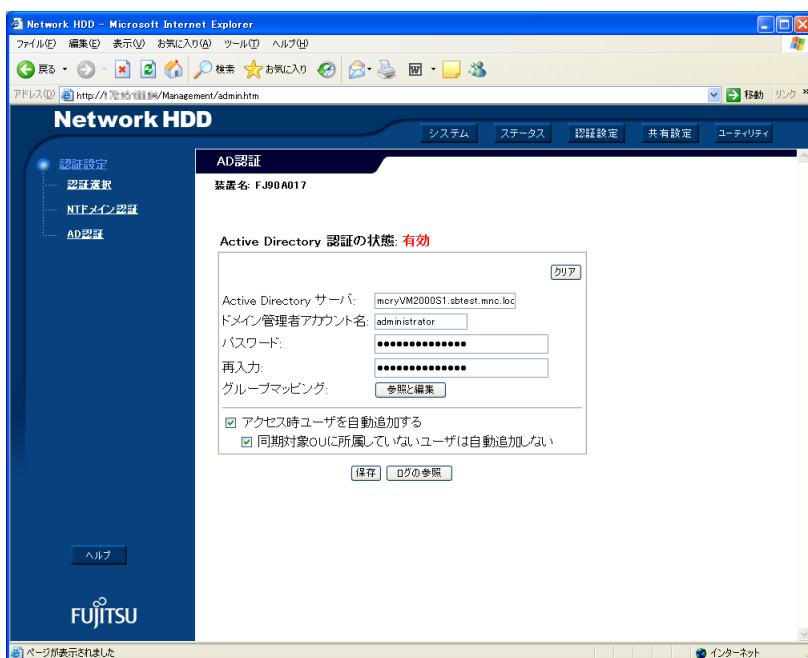 Network HDD - Microsoft Internet Explorer
ファイル(F) 編集(E) 表示(V) お気に入り(A) ツール(T) ヘルプ(H)
戻る 検索 お気に入り
アドレス(D) /Management/admin.htm 移動 リンク »
Network HDD
システム ステータス 認証設定 共有設定 ユーティリティ
認証設定
認証選択
NTドメイン認証
AD認証
ヘルプ
FUJITSU
AD認証
装置名: FJ90A017
Active Directory 認証の状態: 有効
クリア
Active Directory サーバ: mcryVM2000S1.sbtest.mnc.loc
ドメイン管理者アカウント名: administrator
パスワード: ●●●●●●●●●●●●●●
再入力: ●●●●●●●●●●●●●●
グループマッピング: 参照と編集
アクセス時ユーザを自動追加する
同期対象OUに所属していないユーザは自動追加しない
保存 ログの参照
ページが表示されました インターネット